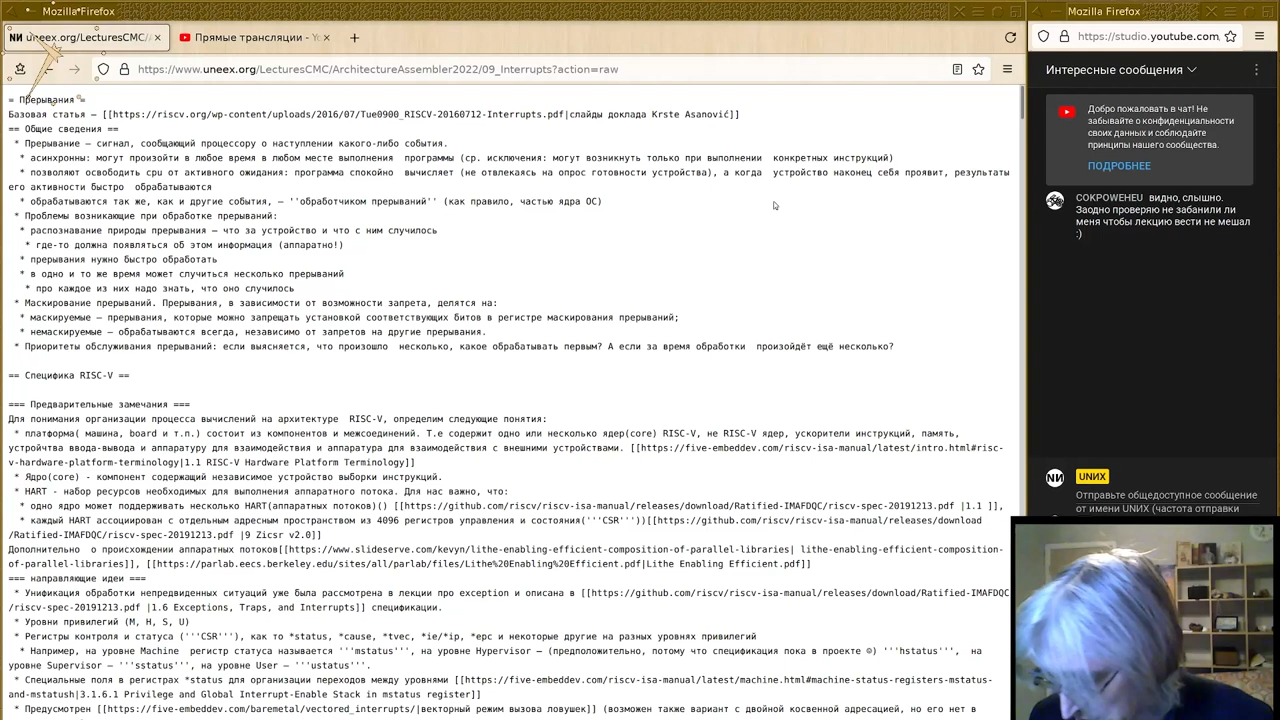 Mozilla Firefox
Mozilla Firefox
uneex.org/LecturesCMC/A
Прямые трансляции - Yo
https://www.uneex.org/LecturesCMC/ArchitectureAssembler2022/09_Interrupts?action=raw
= Прерывания =
Базовая статья — [[https://riscv.org/wp-content/uploads/2016/07/Tue0900_RISCV-20160712-Interrupts.pdf|слайды доклада Krste Asanović]]
== Общие сведения ==
* Прерывание — сигнал, сообщающий процессору о наступлении какого-либо события.
* асинхронны: могут произойти в любое время в любом месте выполнения программы (ср. исключения: могут возникнуть только при выполнении конкретных инструкций)
* позволяют освободить cpu от активного ожидания: программа спокойно вычисляет (не отвлекаясь на опрос готовности устройства), а когда устройство наконец себя проявит, результаты
его активности быстро обрабатываются
* обрабатываются так же, как и другие события, — ''обработчиком прерываний'' (как правило, частью ядра ОС)
* Проблемы возникающие при обработке прерываний:
* распознавание природы прерывания — что за устройство и что с ним случилось
* где-то должна появляться об этом информация (аппаратно!)
* прерывания нужно быстро обработать
* в одно и то же время может случиться несколько прерываний
* про каждое из них надо знать, что оно случилось
* Маскирование прерываний. Прерывания, в зависимости от возможности запрета, делятся на:
* маскируемые — прерывания, которые можно запрещать установкой соответствующих битов в регистре маскирования прерываний;
* немаскируемые — обрабатываются всегда, независимо от запретов на другие прерывания.
* Приоритеты обслуживания прерываний: если выясняется, что произошло несколько, какое обрабатывать первым? А если за время обработки произойдёт ещё несколько?
== Специфика RISC-V ==
=== Предварительные замечания ===
Для понимания организации процесса вычислений на архитектуре RISC-V, определим следующие понятия:
* платформа( машина, board и т.п.) состоит из компонентов и межсоединений. Т.е содержит одно или несколько ядер(core) RISC-V, не RISC-V ядер, ускорители инструкций, память,
устройчтва ввода-вывода и аппаратуру для взаимодействия и аппаратура для взаимодействия с внешними устройствами. [[https://five-embeddev.com/riscv-isa-manual/latest/intro.html#risc-
v-hardware-platform-terminology|1.1 RISC-V Hardware Platform Terminology]]
* Ядро(core) - компонент содержащий независимое устройство выборки инструкций.
* HART - набор ресурсов необходимых для выполнения аппаратного потока. Для нас важно, что:
* одно ядро может поддерживать несколько HART(аппаратных потоков)() [[https://github.com/riscv/riscv-isa-manual/releases/download/Ratified-IMAFDQC/riscv-spec-20191213.pdf |1.1 ]],
* каждый HART ассоциирован с отдельным адресным пространством из 4096 регистров управления и состояния('''CSR'''))[[https://github.com/riscv/riscv-isa-manual/releases/download
/Ratified-IMAFDQC/riscv-spec-20191213.pdf |9 Zicsr v2.0]]
Дополнительно о происхождении аппаратных потоков[[https://www.slideserve.com/kevyn/lithe-enabling-efficient-composition-of-parallel-libraries| lithe-enabling-efficient-composition-
of-parallel-libraries]], [[https://parlab.eecs.berkeley.edu/sites/all/parlab/files/Lithe%20Enabling%20Efficient.pdf|Lithe Enabling Efficient.pdf]]
=== направляющие идеи ===
* Унификация обработки непредвиденных ситуаций уже была рассмотрена в лекции про exception и описана в [[https://github.com/riscv/riscv-isa-manual/releases/download/Ratified-IMAFDQC
/riscv-spec-20191213.pdf |1.6 Exceptions, Traps, and Interrupts]] спецификации.
* Уровни привилегий (M, H, S, U)
* Регистры контроля и статуса ('''CSR'''), как то *status, *cause, *tvec, *ie/*ip, *epc и некоторые другие на разных уровнях привилегий
* Например, на уровне Machine регистр статуса называется '''mstatus''', на уровне Hypervisor — (предположительно, потому что спецификация пока в проекте ☺) '''hstatus''', на
уровне Supervisor — '''sstatus''', на уровне User — '''ustatus'''.
* Специальные поля в регистрах *status для организации переходов между уровнями [[https://five-embeddev.com/riscv-isa-manual/latest/machine.html#machine-status-registers-mstatus-
and-mstatush|3.1.6.1 Privilege and Global Interrupt-Enable Stack in mstatus register]]
* Предусмотрен [[https://five-embeddev.com/baremetal/vectored_interrupts/|векторный режим вызова ловушек]] (возможен также вариант с двойной косвенной адресацией, но его нет в
https://studio.youtube.com
Интересные сообщения
Добро пожаловать в чат! Не
забывайте о конфиденциальности
своих данных и соблюдайте
принципы нашего сообщества.
ПОДРОБНЕЕ
COKPOWEHEU видно, слышно.
Заодно проверяю не забанили ли
меня чтобы лекцию вести не мешал
:)
UNИX
Отправьте общедоступное сообщение
от имени UNИX (частота отправки